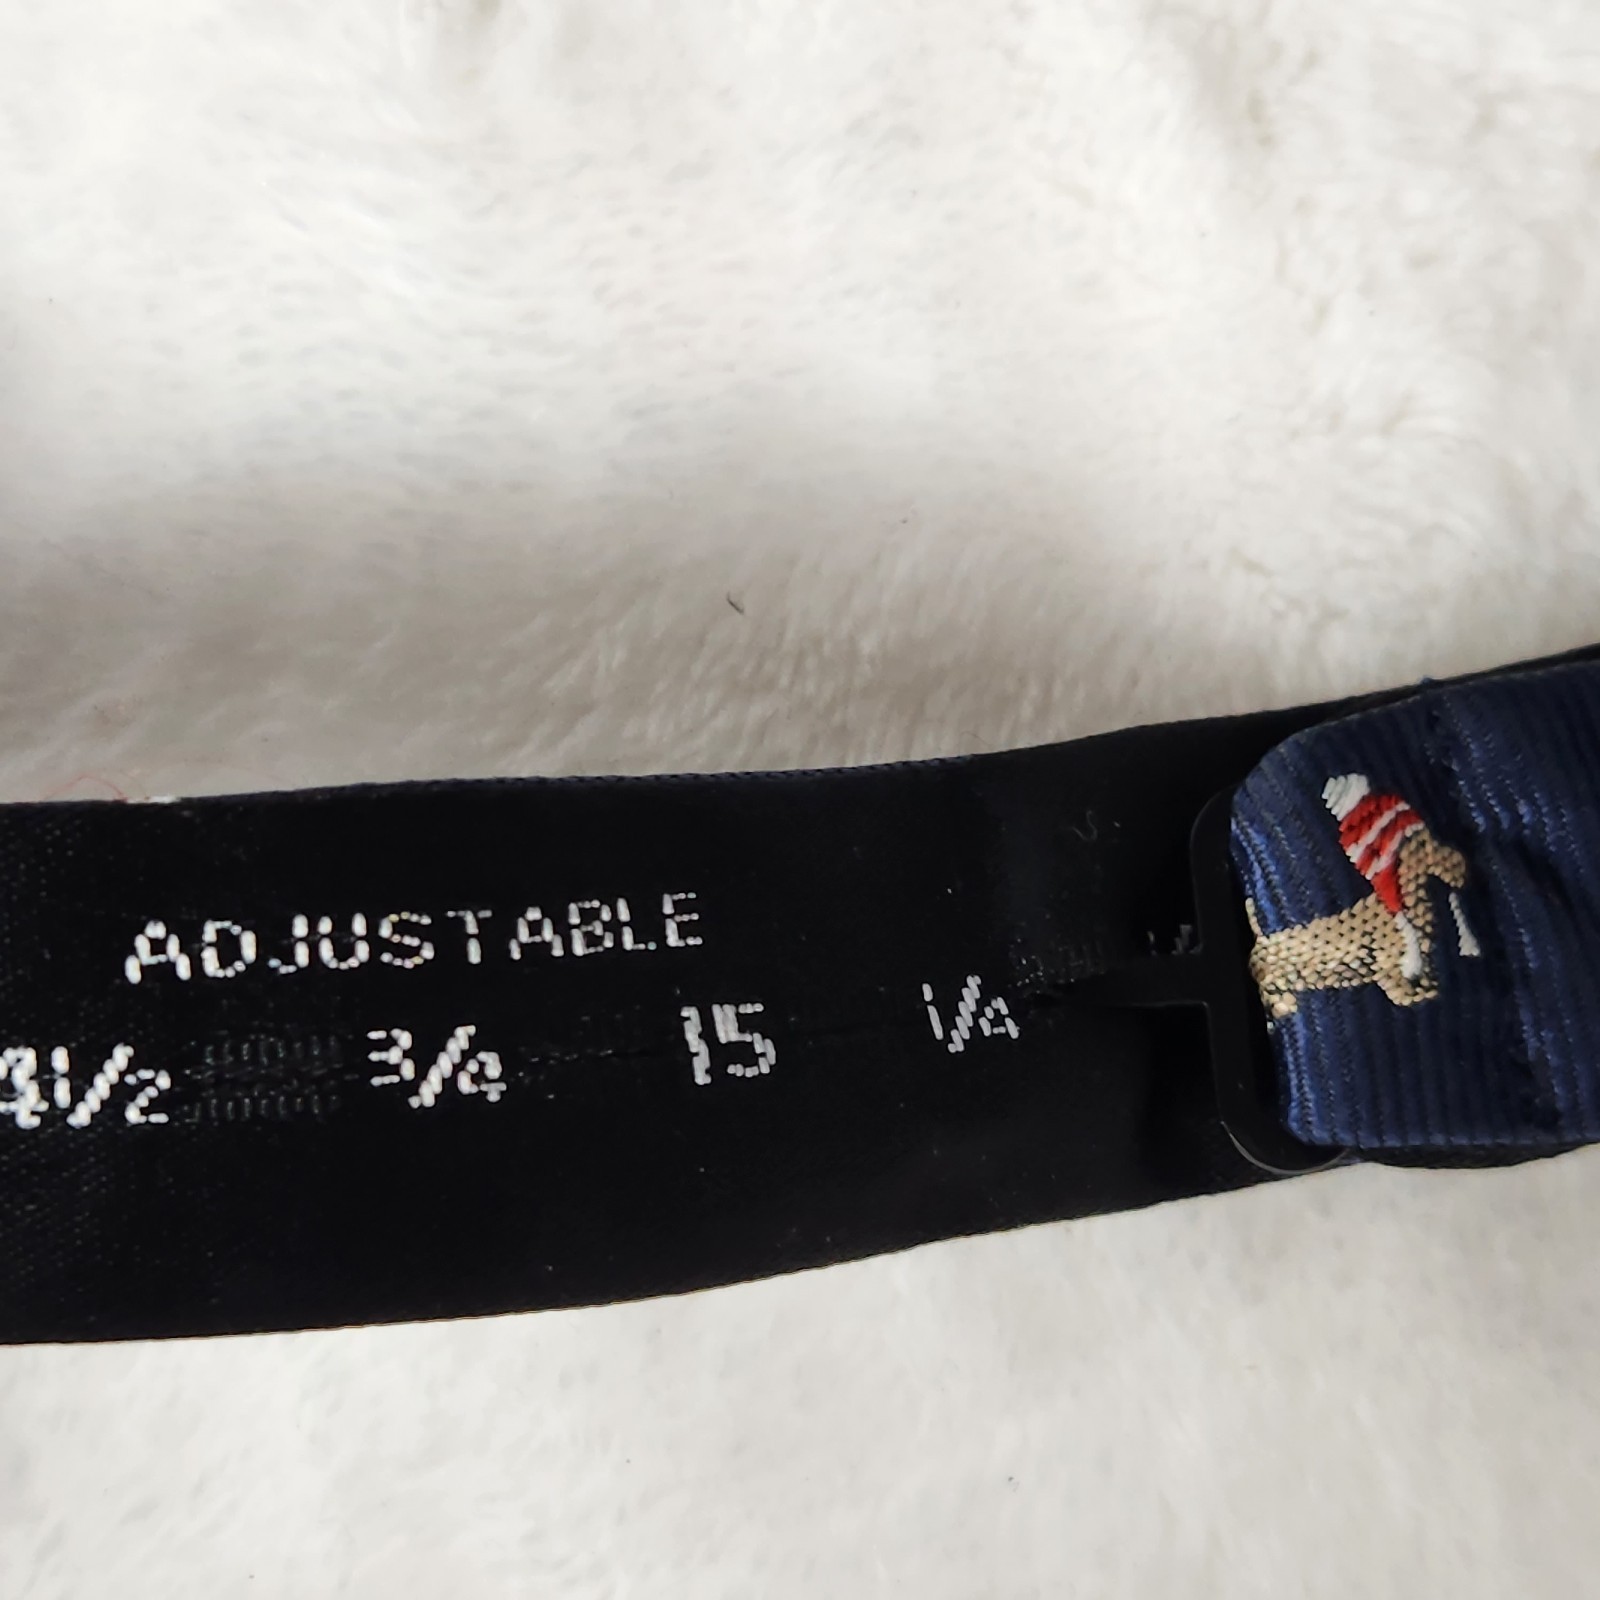 ADJUSTABLE
4½ ¾ 15 ¼